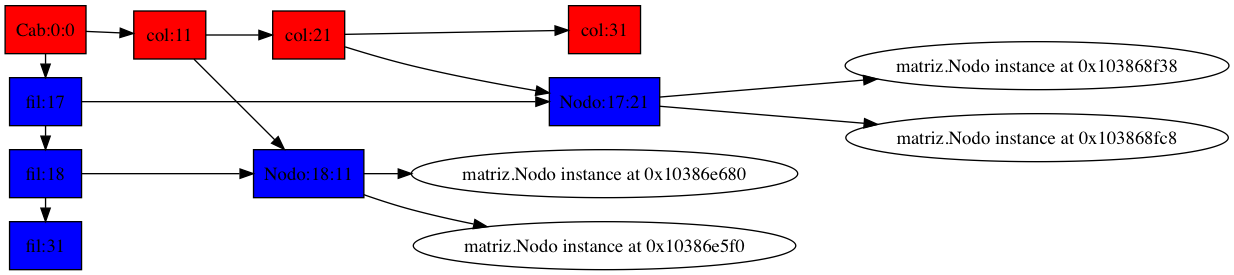 Cab:0:0
col:11
col:21
col:31
matriz.Nodo instance at 0x103868f38
fil:17
Nodo:17:21
matriz.Nodo instance at 0x103868fc8
fil:18
Nodo:18:11
matriz.Nodo instance at 0x10386e680
fil:31
matriz.Nodo instance at 0x10386e5f0